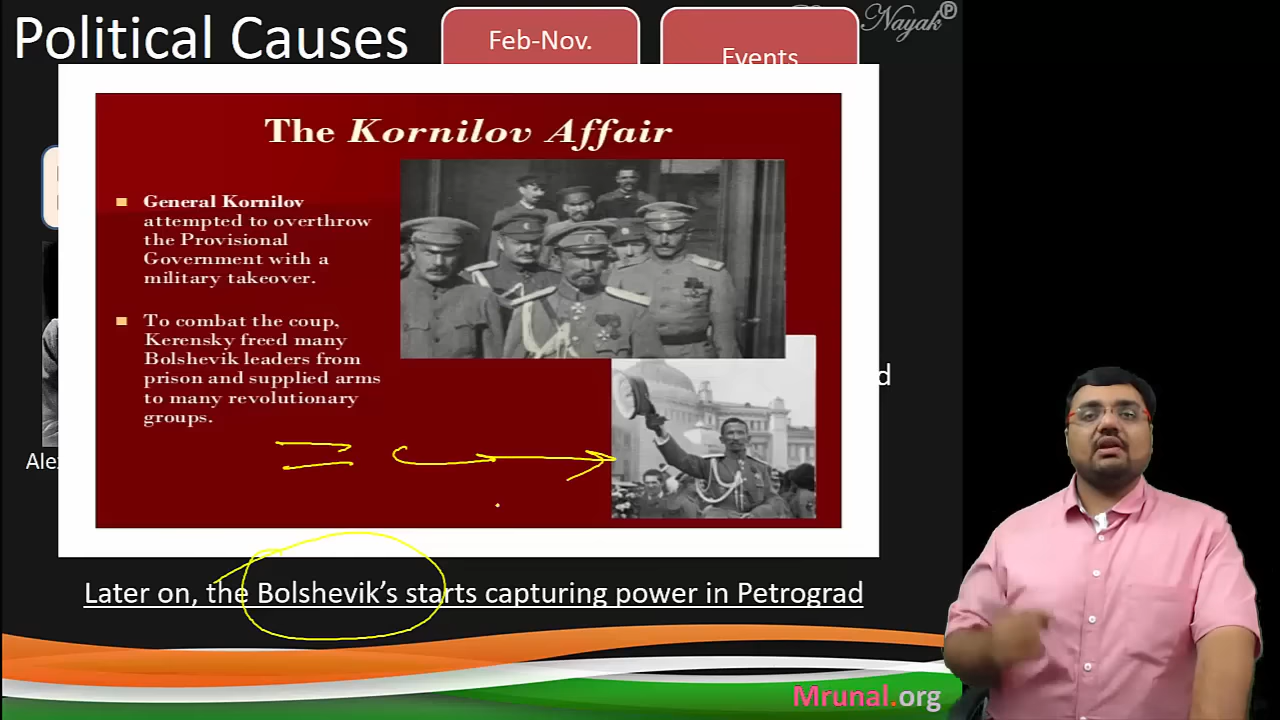 Political Causes
Feb-Nov.
Events
Nayak
The Kornilov Affair
General Kornilov
attempted to overthrow
the Provisional
Government with a
military takeover.
To combat the coup,
Kerensky freed many
Bolshevik leaders from
prison and supplied arms
to many revolutionary
groups.
d
Ale
Later on, the Bolshevik’s starts capturing power in Petrograd
Mrunal.org